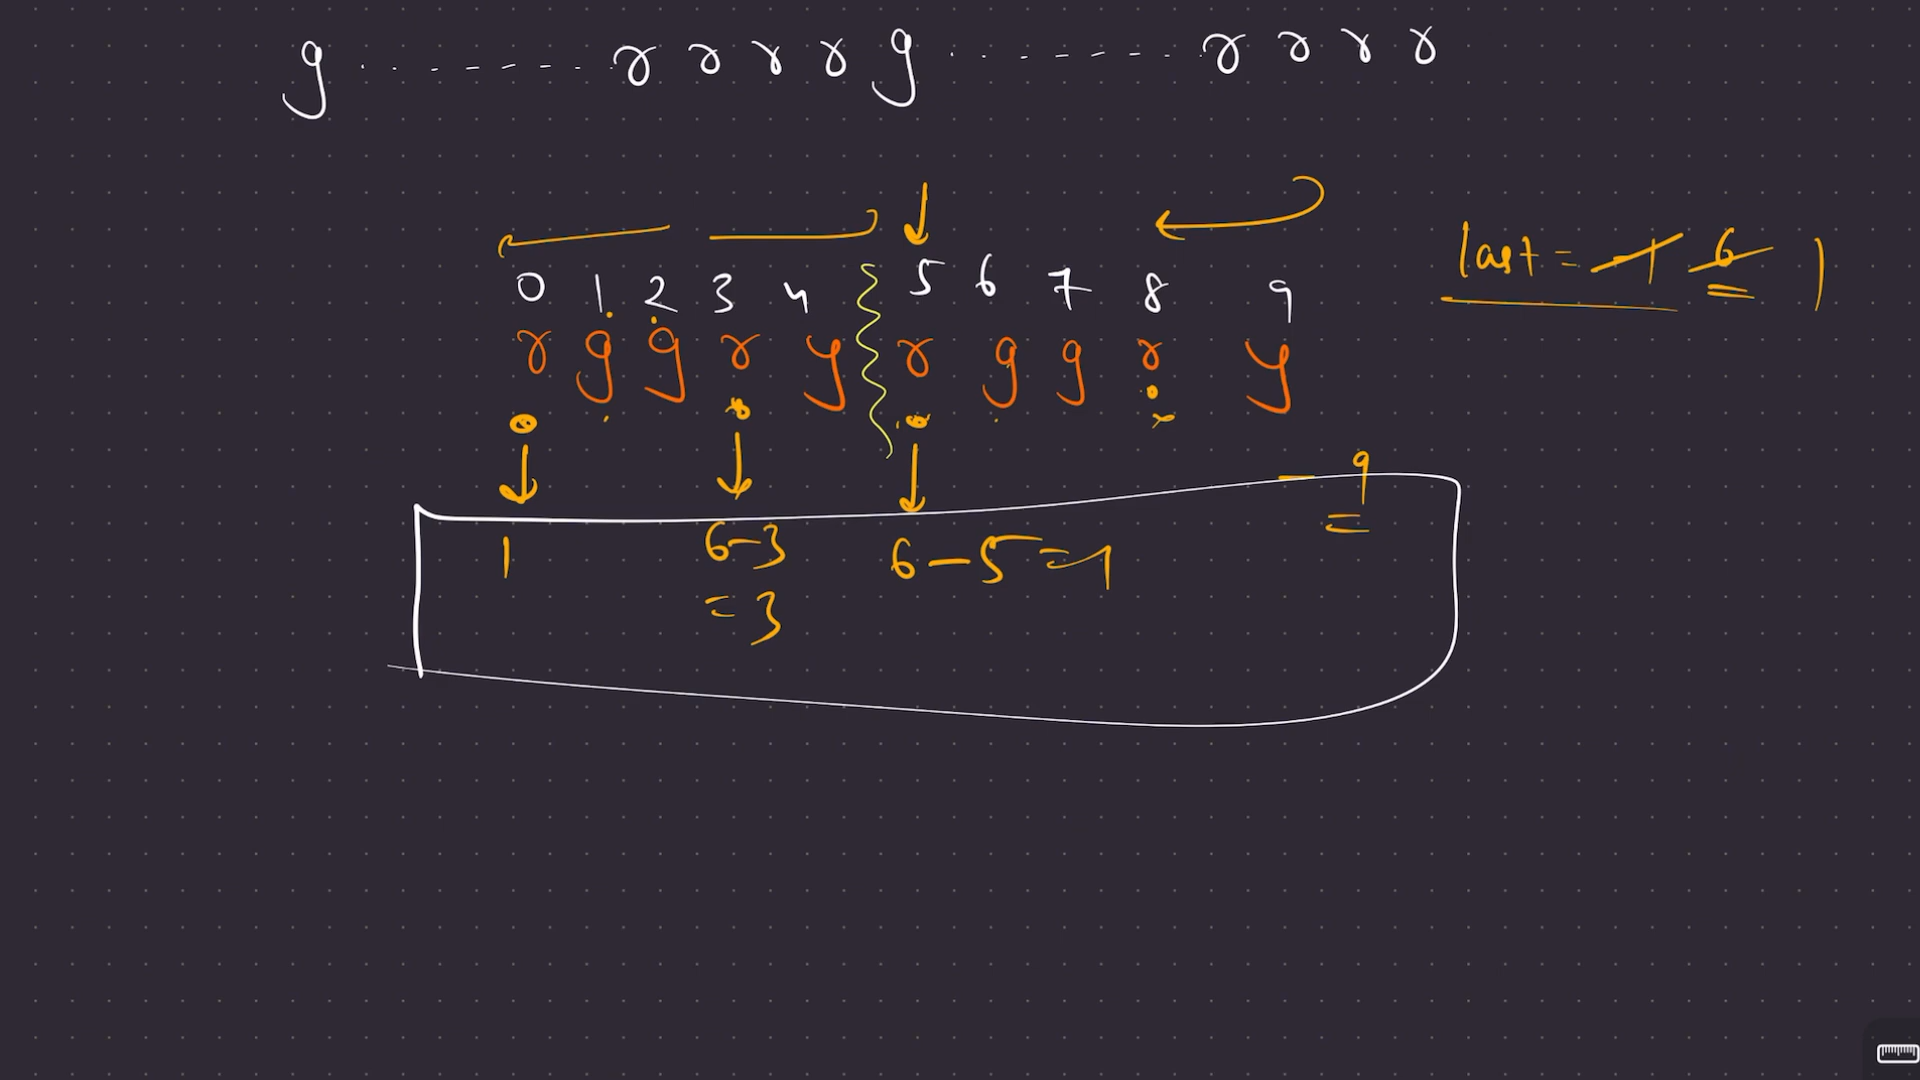 g ....... r r r r g ....... r r r r
last = -1 6 1
0 1 2 3 4 5 6 7 8 9
r g g r y r g g r y
- 9
=
1 6-3 6-5=1
= 3